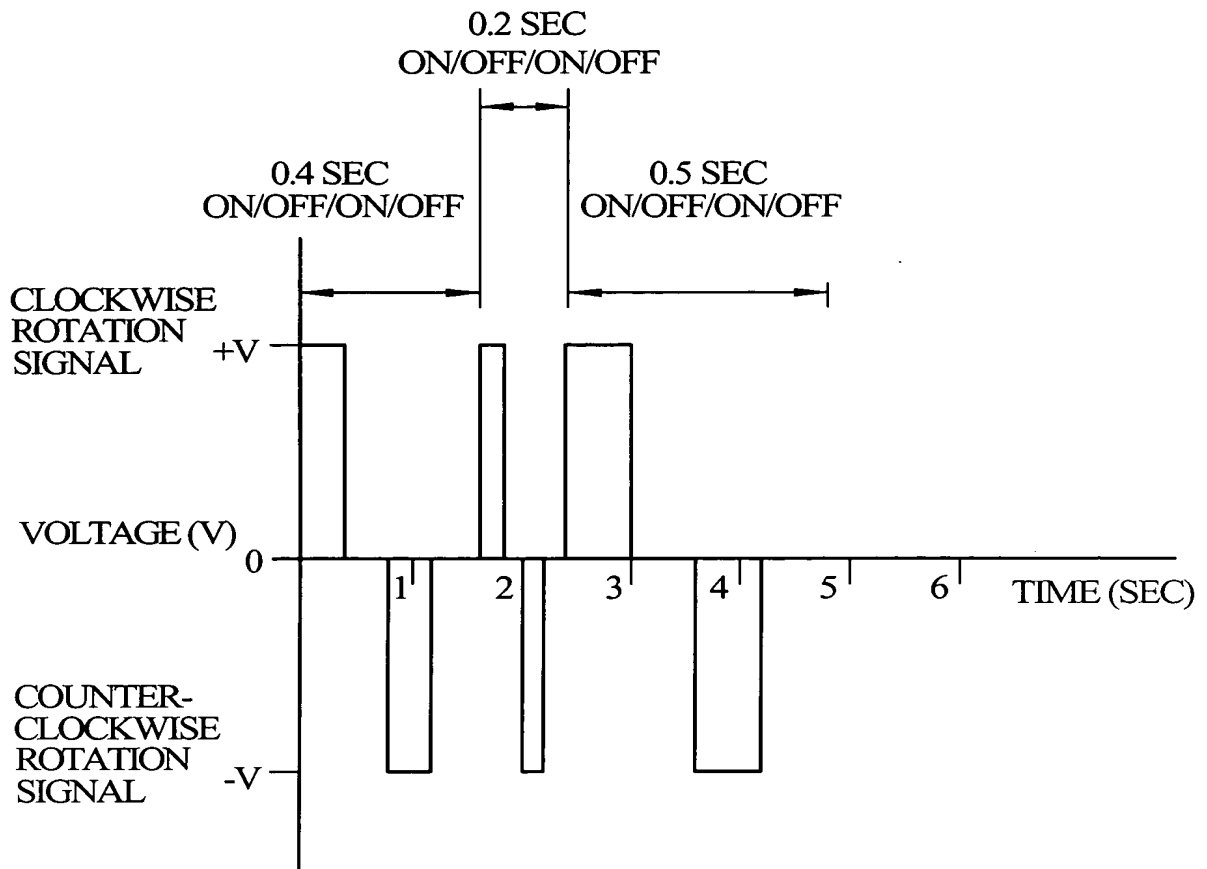 0.2 SEC
ON/OFF/ON/OFF
0.4 SEC
ON/OFF/ON/OFF
0.5 SEC
ON/OFF/ON/OFF
CLOCKWISE
ROTATION
SIGNAL
+V
VOLTAGE (V)
0
1
2
3
4
5
6
TIME (SEC)
COUNTER-
CLOCKWISE
ROTATION
SIGNAL
-V